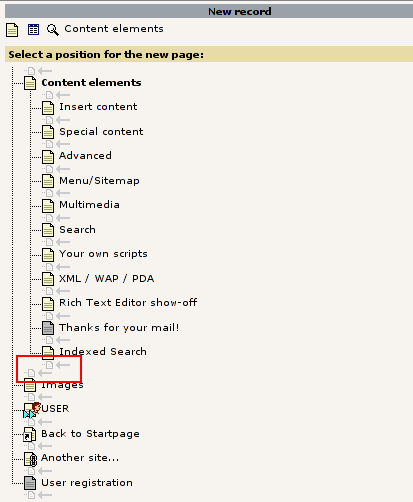 New record
Content elements
Select a position for the new page:
Content elements
Insert content
Special content
Advanced
Menu/Sitemap
Multimedia
Search
Your own scripts
XML / WAP / PDA
Rich Text Editor show-off
Thanks for your mail!
Indexed Search
Images
USER
Back to Startpage
Another site...
User registration